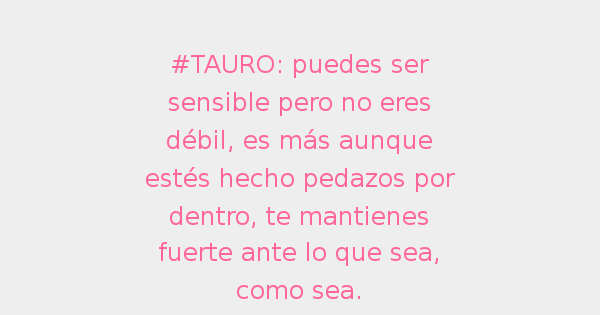 #TAURO: puedes ser
sensible pero no eres
débil, es más aunque
estés hecho pedazos por
dentro, te mantienes
fuerte ante lo que sea,
como sea.